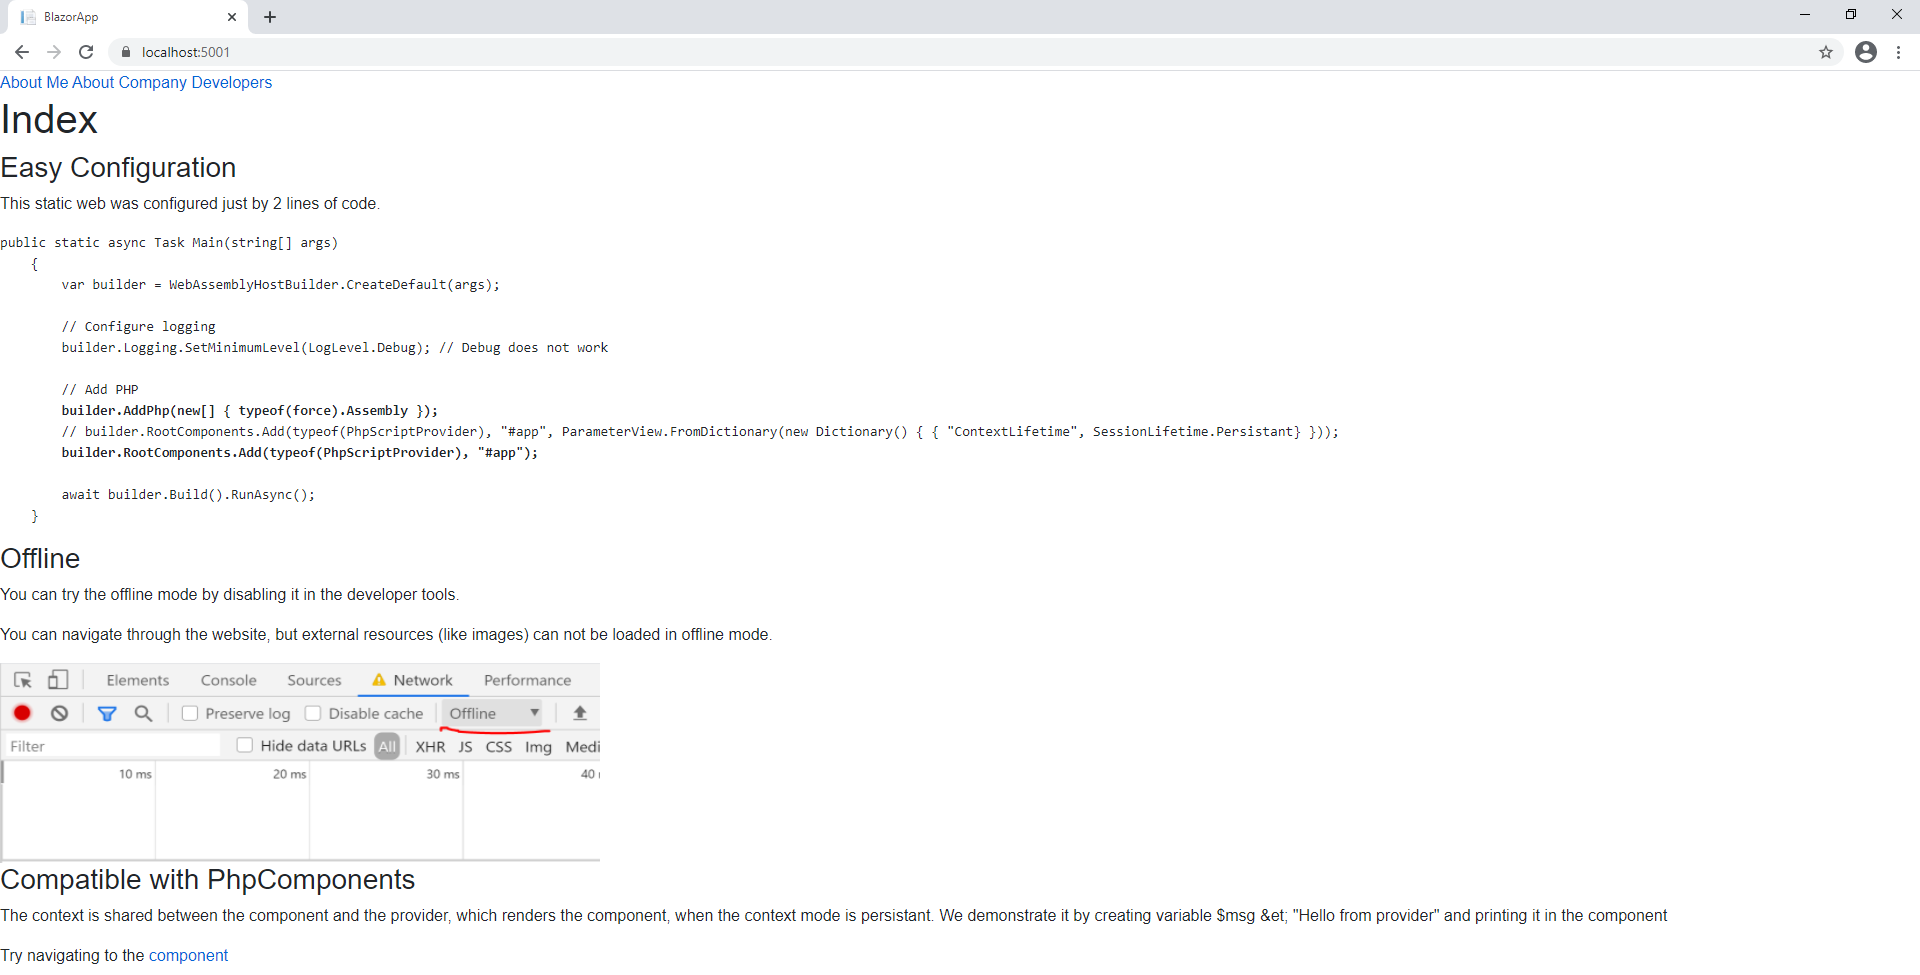 BlazorApp
localhost:5001
About Me About Company Developers
Index
Easy Configuration
This static web was configured just by 2 lines of code.
public static async Task Main(string[] args)
{
var builder = WebAssemblyHostBuilder.CreateDefault(args);
// Configure logging
builder.Logging.SetMinimumLevel(LogLevel.Debug); // Debug does not work
// Add PHP
builder.AddPhp(new[] { typeof(force).Assembly });
// builder.RootComponents.Add(typeof(PhpScriptProvider), "#app", ParameterView.FromDictionary(new Dictionary() { { "ContextLifetime", SessionLifetime.Persistant} }));
builder.RootComponents.Add(typeof(PhpScriptProvider), "#app");
await builder.Build().RunAsync();
}
Offline
You can try the offline mode by disabling it in the developer tools.
You can navigate through the website, but external resources (like images) can not be loaded in offline mode.
Elements Console Sources Network Performance
Preserve log Disable cache Offline
Filter Hide data URLs All XHR JS CSS Img Medi
10 ms 20 ms 30 ms 40
Compatible with PhpComponents
The context is shared between the component and the provider, which renders the component, when the context mode is persistant. We demonstrate it by creating variable $msg &et; "Hello from provider" and printing it in the component
Try navigating to the component